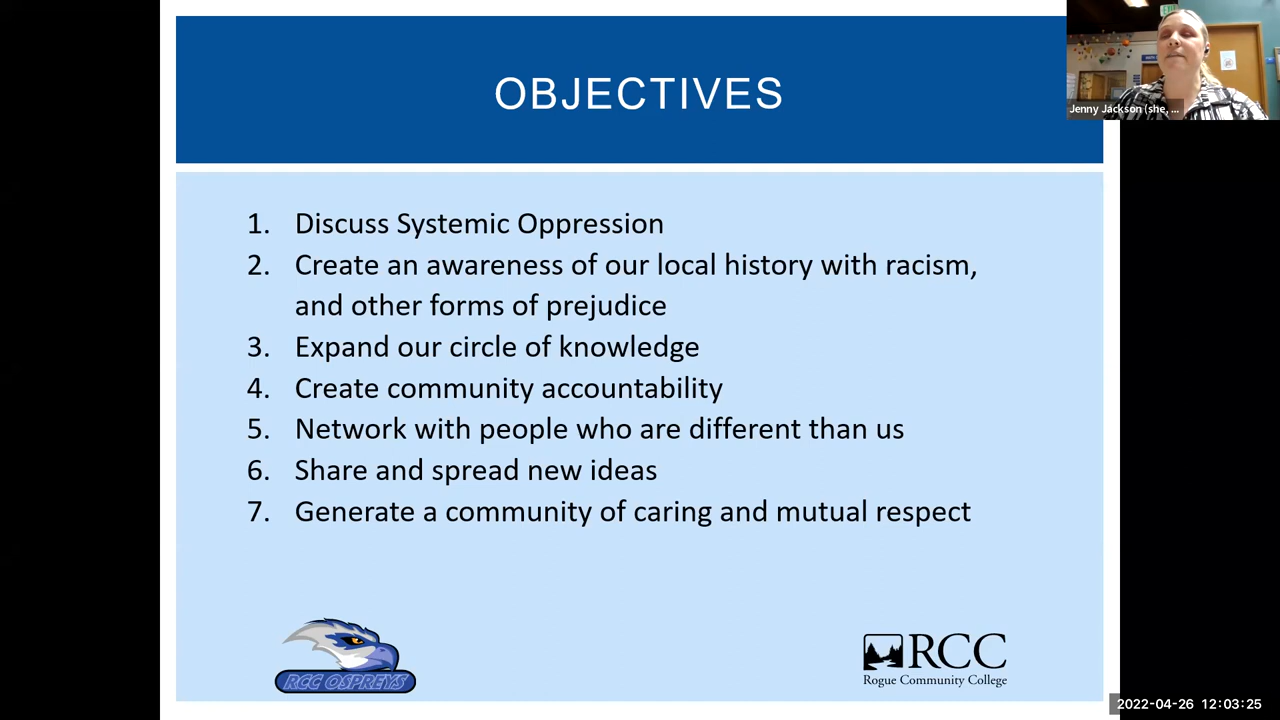 OBJECTIVES
Jenny Jackson (she, ...
1. Discuss Systemic Oppression
2. Create an awareness of our local history with racism,
and other forms of prejudice
3. Expand our circle of knowledge
4. Create community accountability
5. Network with people who are different than us
6. Share and spread new ideas
7. Generate a community of caring and mutual respect
RCC OSPREYS
RCC
Rogue Community College
2022-04-26 12:03:25